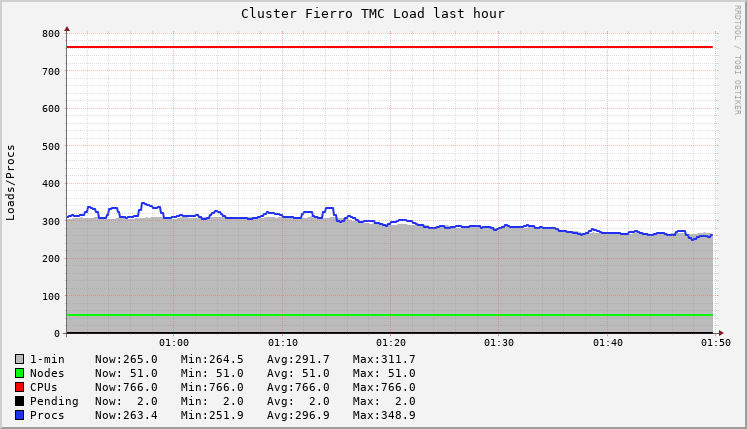 Cluster Fierro TMC Load last hour
RRDTOOL / TOBI OETIKER
Loads/Procs
800
700
600
500
400
300
200
100
0
01:00 01:10 01:20 01:30 01:40 01:50
1-min Now:265.0 Min:264.5 Avg:291.7 Max:311.7
Nodes Now: 51.0 Min: 51.0 Avg: 51.0 Max: 51.0
CPUs Now:766.0 Min:766.0 Avg:766.0 Max:766.0
Pending Now: 2.0 Min: 2.0 Avg: 2.0 Max: 2.0
Procs Now:263.4 Min:251.9 Avg:296.9 Max:348.9